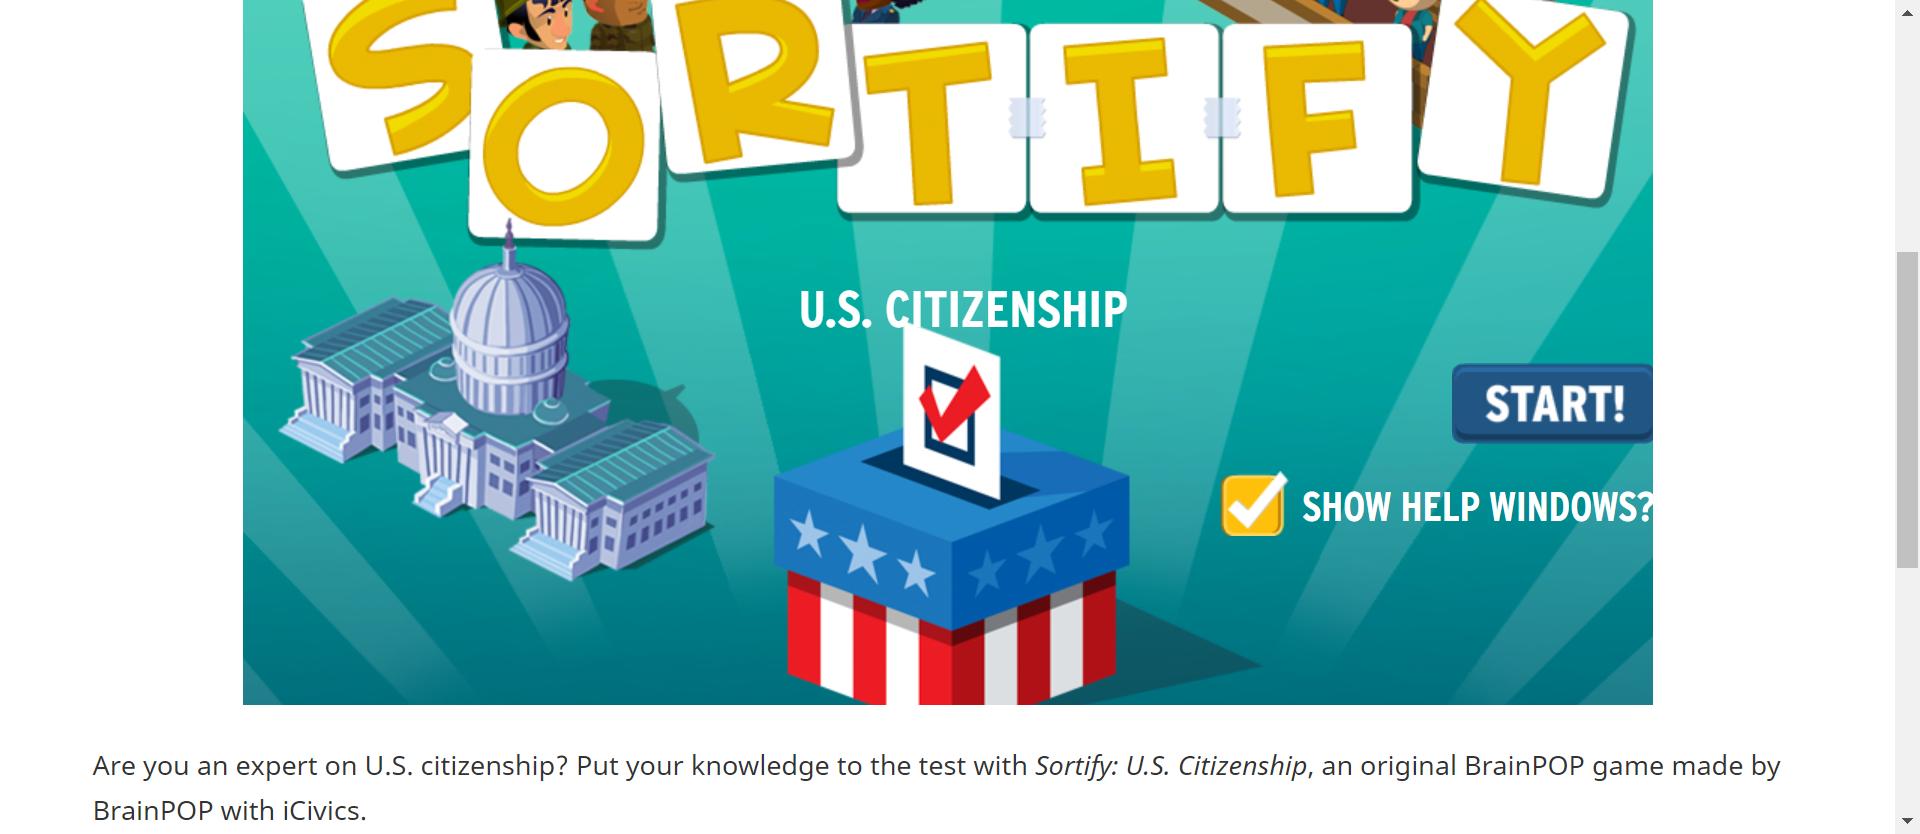 SORTIFY
U.S. CITIZENSHIP
START!
SHOW HELP WINDOWS?
Are you an expert on U.S. citizenship? Put your knowledge to the test with Sortify: U.S. Citizenship, an original BrainPOP game made by
BrainPOP with iCivics.